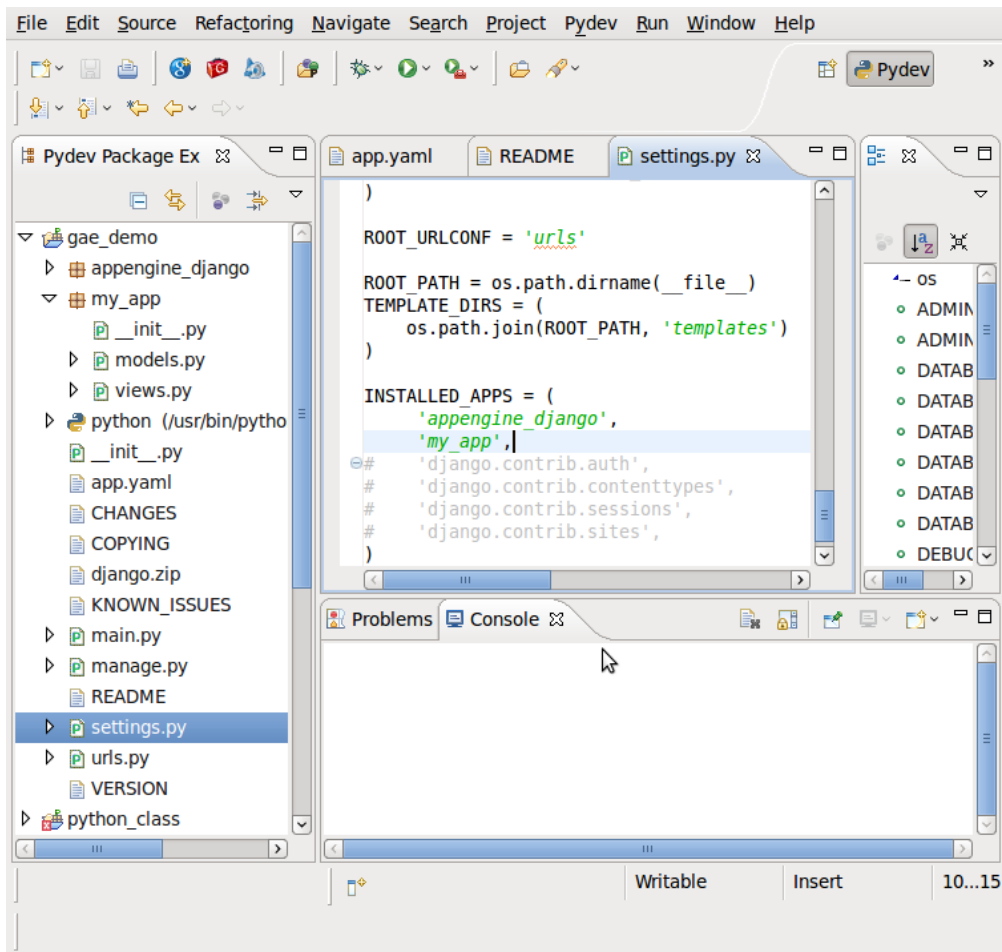 File Edit Source Refactoring Navigate Search Project Pydev Run Window Help
Pydev »
Pydev Package Ex
gae_demo
appengine_django
my_app
__init__.py
models.py
views.py
python (/usr/bin/pytho
__init__.py
app.yaml
CHANGES
COPYING
django.zip
KNOWN_ISSUES
main.py
manage.py
README
settings.py
urls.py
VERSION
python_class
app.yaml README settings.py
)
ROOT_URLCONF = 'urls'
ROOT_PATH = os.path.dirname(__file__)
TEMPLATE_DIRS = (
os.path.join(ROOT_PATH, 'templates')
)
INSTALLED_APPS = (
'appengine_django',
'my_app',
# 'django.contrib.auth',
# 'django.contrib.contenttypes',
# 'django.contrib.sessions',
# 'django.contrib.sites',
)
os
ADMIN
ADMIN
DATAB
DATAB
DATAB
DATAB
DATAB
DATAB
DEBUG
Problems Console
Writable Insert 10...15